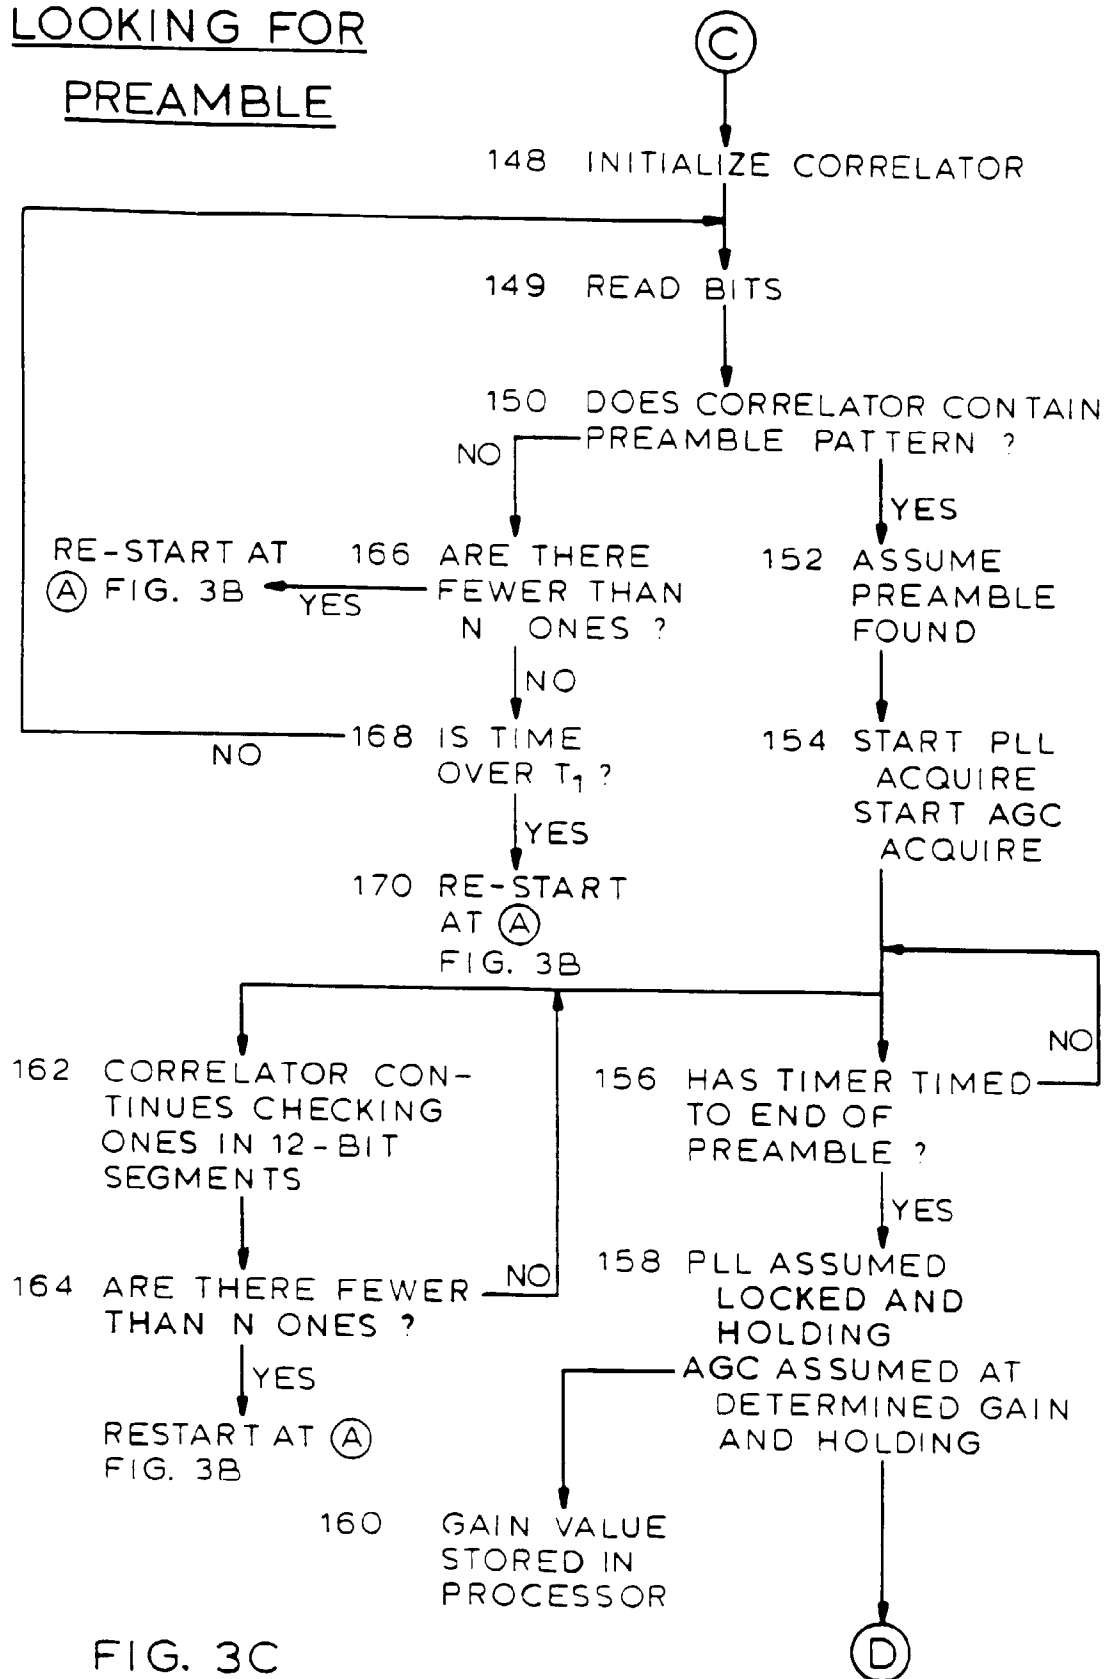 LOOKING FOR
PREAMBLE
C
148 INITIALIZE CORRELATOR
149 READ BITS
150 DOES CORRELATOR CONTAIN
PREAMBLE PATTERN ?
NO
YES
RE-START AT
A FIG. 3B
YES
166 ARE THERE
FEWER THAN
N ONES ?
152 ASSUME
PREAMBLE
FOUND
NO
NO
168 IS TIME
OVER T1 ?
154 START PLL
ACQUIRE
START AGC
ACQUIRE
YES
170 RE-START
AT A
FIG. 3B
NO
162 CORRELATOR CON-
TINUES CHECKING
ONES IN 12-BIT
SEGMENTS
156 HAS TIMER TIMED
TO END OF
PREAMBLE ?
YES
164 ARE THERE FEWER
THAN N ONES ?
NO
158 PLL ASSUMED
LOCKED AND
HOLDING
AGC ASSUMED AT
DETERMINED GAIN
AND HOLDING
YES
RESTART AT A
FIG. 3B
160 GAIN VALUE
STORED IN
PROCESSOR
D
FIG. 3C